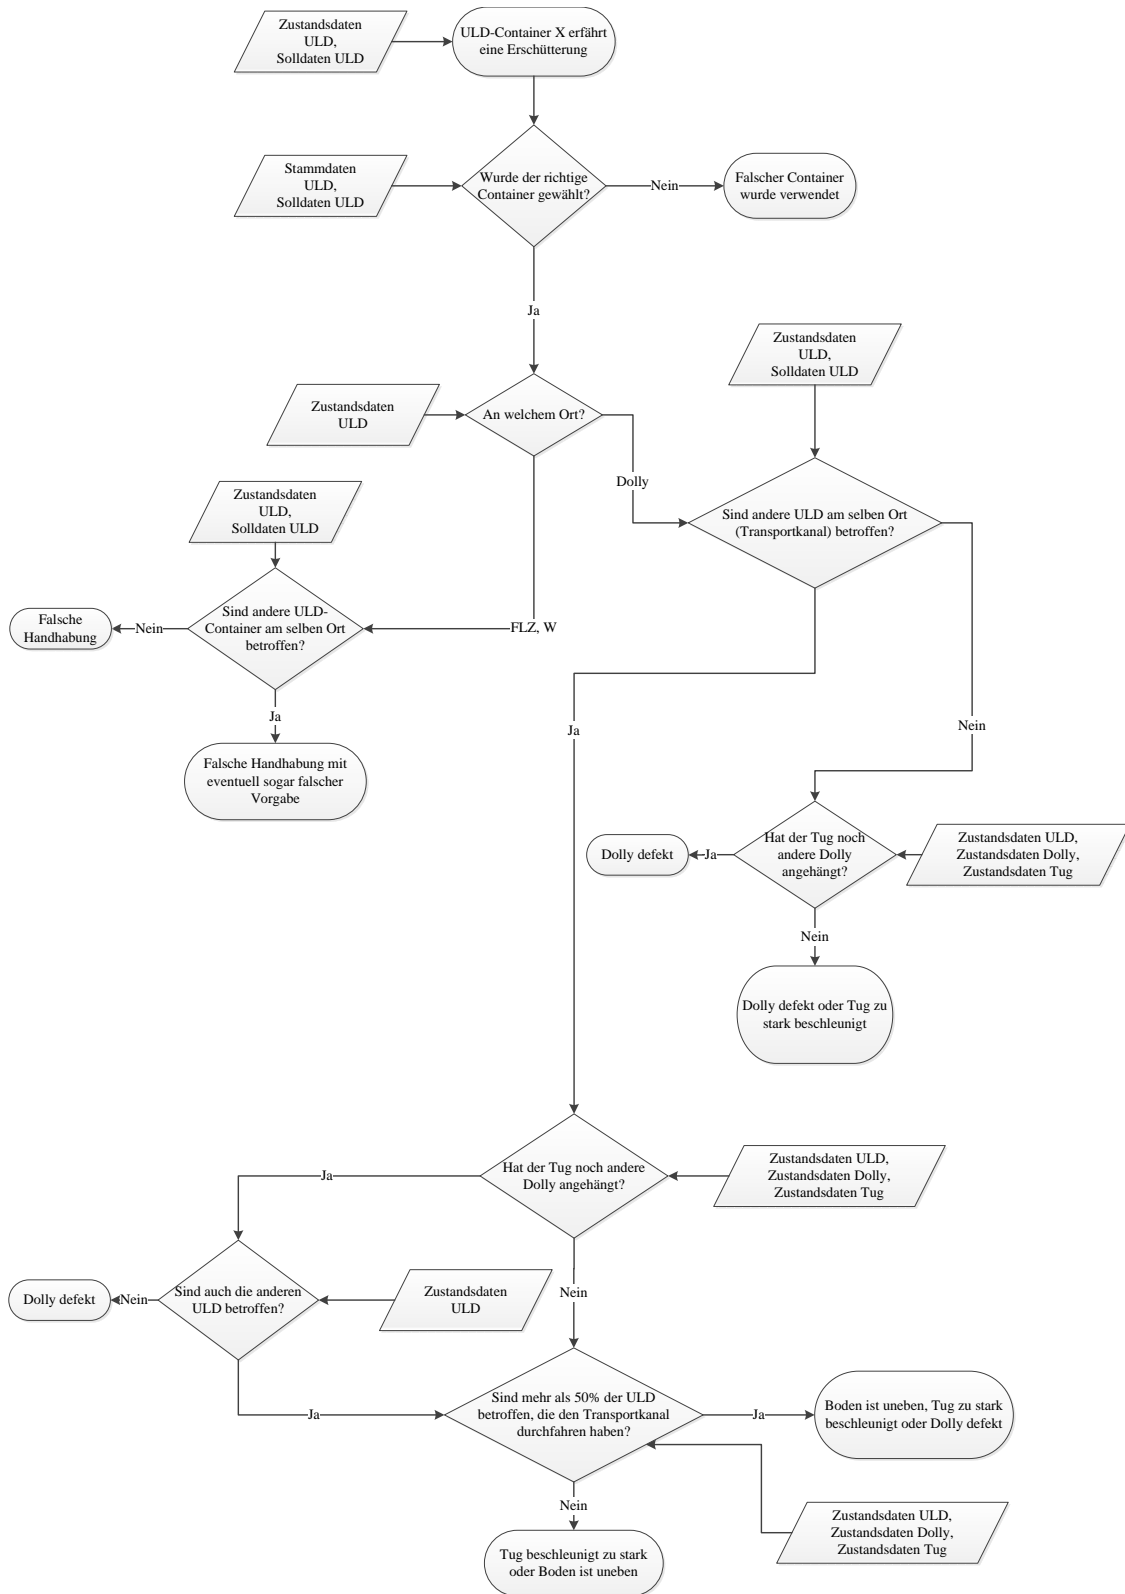 Zustandsdaten
ULD,
Solldaten ULD
ULD-Container X erfährt
eine Erschütterung
Stammdaten
ULD,
Solldaten ULD
Wurde der richtige
Container gewählt?
Nein
Falscher Container
wurde verwendet
Ja
Zustandsdaten
ULD,
Solldaten ULD
Zustandsdaten
ULD
An welchem Ort?
Dolly
Zustandsdaten
ULD,
Solldaten ULD
Sind andere ULD am selben Ort
(Transportkanal) betroffen?
Falsche
Handhabung
Nein
Sind andere ULD-
Container am selben Ort
betroffen?
FLZ, W
Ja
Ja
Nein
Falsche Handhabung mit
eventuell sogar falscher
Vorgabe
Dolly defekt
Ja
Hat der Tug noch
andere Dolly
angehängt?
Zustandsdaten ULD,
Zustandsdaten Dolly,
Zustandsdaten Tug
Nein
Dolly defekt oder Tug zu
stark beschleunigt
Ja
Hat der Tug noch andere
Dolly angehängt?
Zustandsdaten ULD,
Zustandsdaten Dolly,
Zustandsdaten Tug
Dolly defekt
Nein
Sind auch die anderen
ULD betroffen?
Zustandsdaten
ULD
Nein
Ja
Sind mehr als 50% der ULD
betroffen, die den Transportkanal
durchfahren haben?
Ja
Boden ist uneben, Tug zu stark
beschleunigt oder Dolly defekt
Nein
Zustandsdaten ULD,
Zustandsdaten Dolly,
Zustandsdaten Tug
Tug beschleunigt zu stark
oder Boden ist uneben